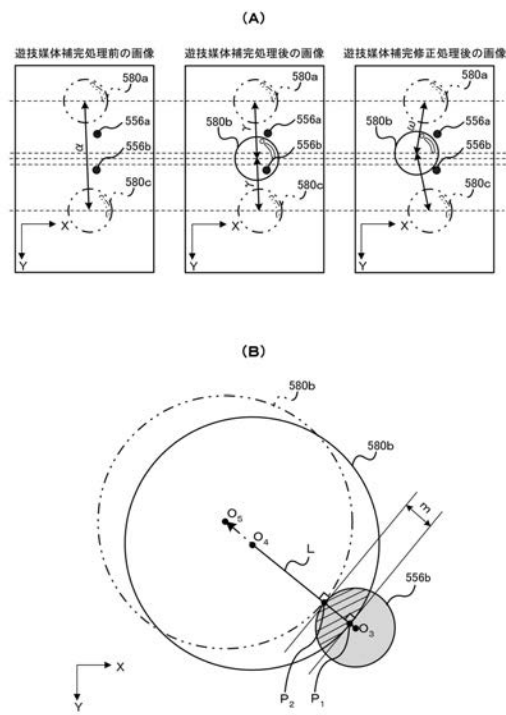 (A)
遊技媒体補完処理前の画像
遊技媒体補完処理後の画像
遊技媒体補完修正処理後の画像
580a
580a
580a
556a
580b
556a
580b
556a
α
γ
ω
556b
556b
556b
γ
γ
580c
580c
580c
X
X
X
Y
Y
Y
(B)
580b
580b
m
O5
O4
L
556b
O3
X
Y
P2
P1